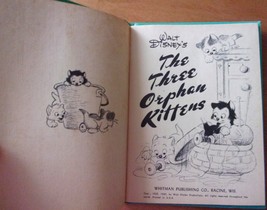 WALT
DISNEY'S
The
Three
Orphan
Kittens
WHITMAN PUBLISHING CO., RACINE, WIS.